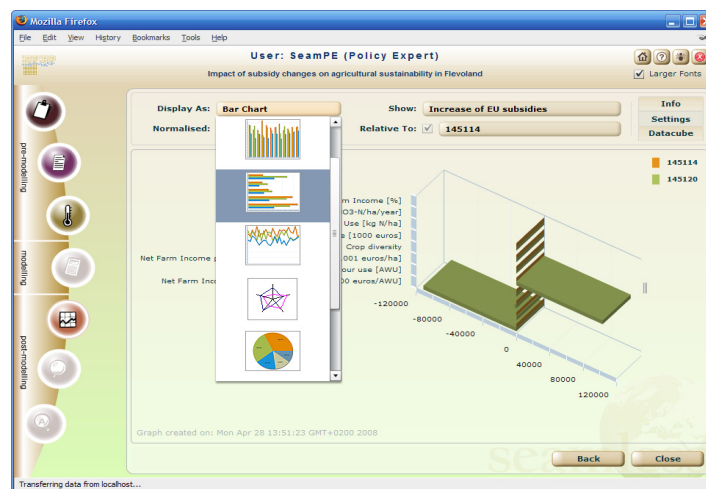 Mozilla Firefox
File Edit View History Bookmarks Tools Help
User: SeamPE (Policy Expert)
Impact of subsidy changes on agricultural sustainability in Flevoland
Larger Fonts
Display As: Bar Chart
Show: Increase of EU subsidies
Normalised:
Relative To: 145114
Info
Settings
Datacube
pre-modelling
modelling
post-modelling
145114
145120
m Income [%]
O3-N/ha/year]
Use [kg N/ha]
[1000 euros]
Crop diversity
Net Farm Income
.001 euros/ha]
our use [AWU]
Net Farm Inc
00 euros/AWU]
-120000
-80000
-40000
0
40000
80000
120000
Graph created on: Mon Apr 28 13:51:23 GMT+0200 2008
Back
Close
Transferring data from localhost...